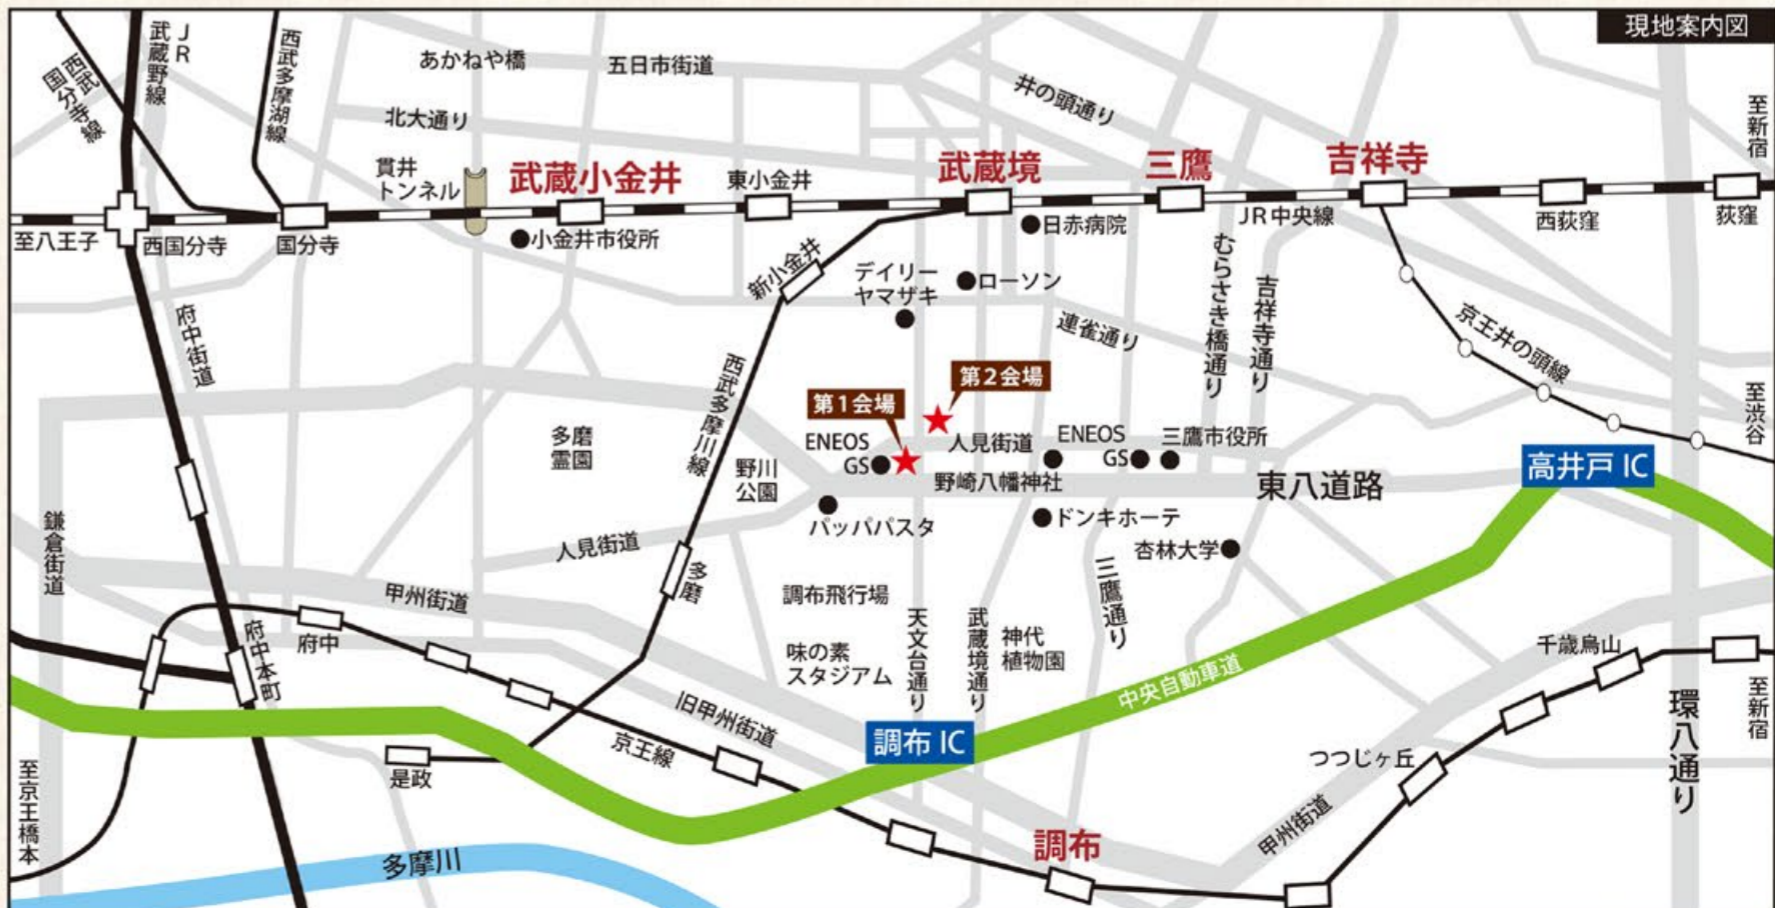 現地案内図
JR
武蔵野線
西武
国分寺線
西武多摩湖線
あかねや橋
五日市街道
井の頭通り
北大通り
至新宿
貫井
トンネル
武蔵小金井
東小金井
武蔵境
三鷹
吉祥寺
至八王子
西国分寺
国分寺
小金井市役所
日赤病院
JR中央線
西荻窪
荻窪
新小金井
デイリー
ヤマザキ
ローソン
むらさき橋通り
吉祥寺通り
府中街道
連雀通り
京王井の頭線
西武多摩川線
第2会場
第1会場
至渋谷
多磨
霊園
野川
公園
ENEOS
GS
人見街道
ENEOS
GS
三鷹市役所
野崎八幡神社
東八道路
高井戸 IC
パッパパスタ
ドンキホーテ
杏林大学
鎌倉街道
人見街道
多磨
甲州街道
調布飛行場
三鷹通り
府中本町
府中
味の素
スタジアム
天文台通り
武蔵境通り
神代
植物園
中央自動車道
千歳烏山
環八通り
至新宿
旧甲州街道
京王線
調布 IC
つつじヶ丘
是政
至京王橋本
甲州街道
調布
多摩川